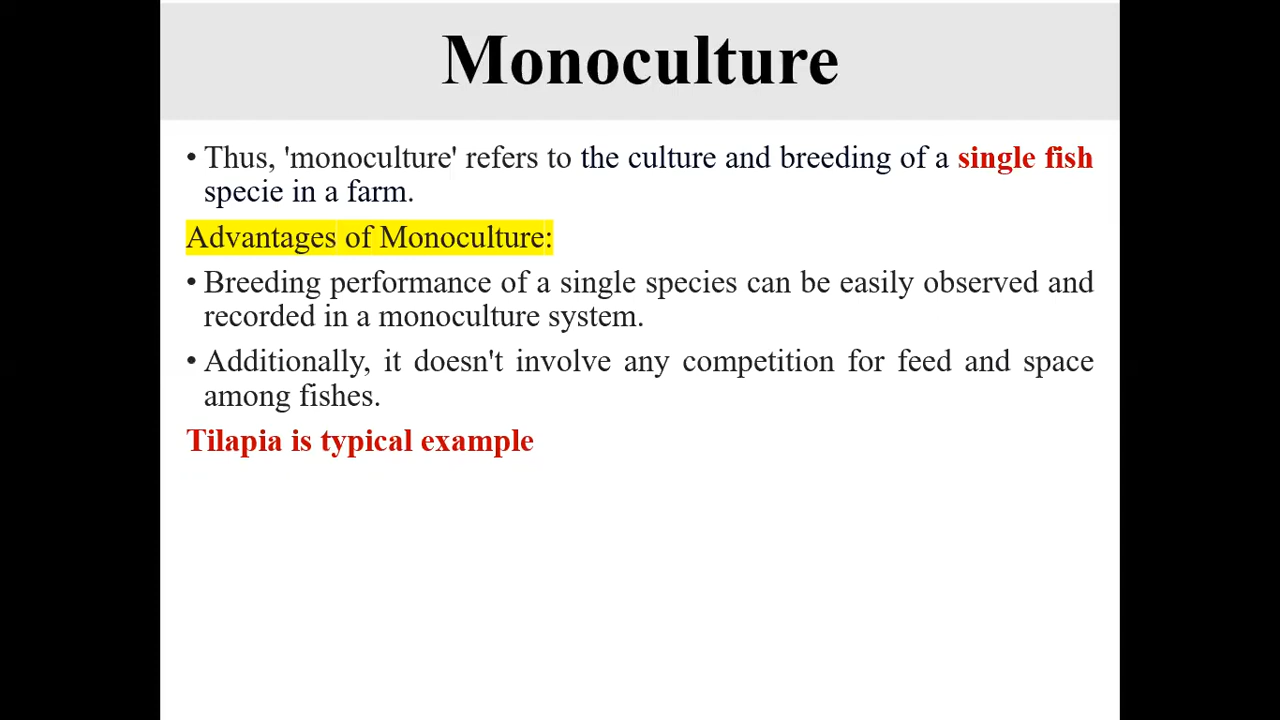 Monoculture
• Thus, 'monoculture' refers to the culture and breeding of a single fish
specie in a farm.
Advantages of Monoculture:
• Breeding performance of a single species can be easily observed and
recorded in a monoculture system.
• Additionally, it doesn't involve any competition for feed and space
among fishes.
Tilapia is typical example